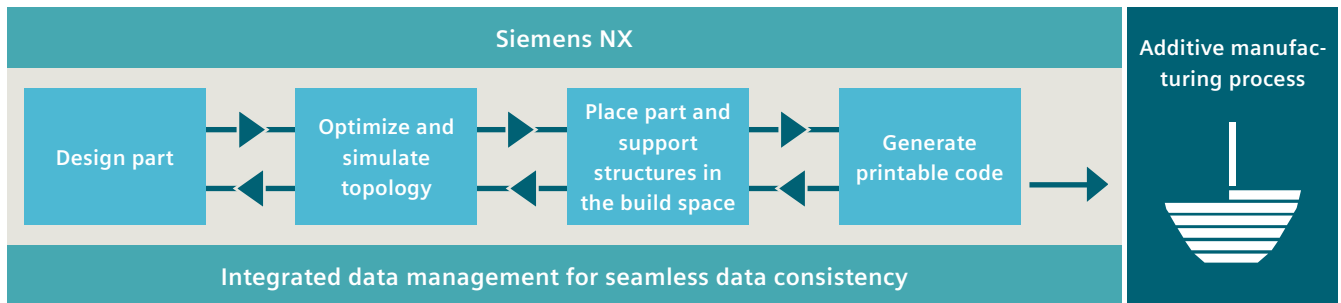 Siemens NX
Design part
Optimize and
simulate
topology
Place part and
support
structures in
the build space
Generate
printable code
Integrated data management for seamless data consistency
Additive manufac-
turing process